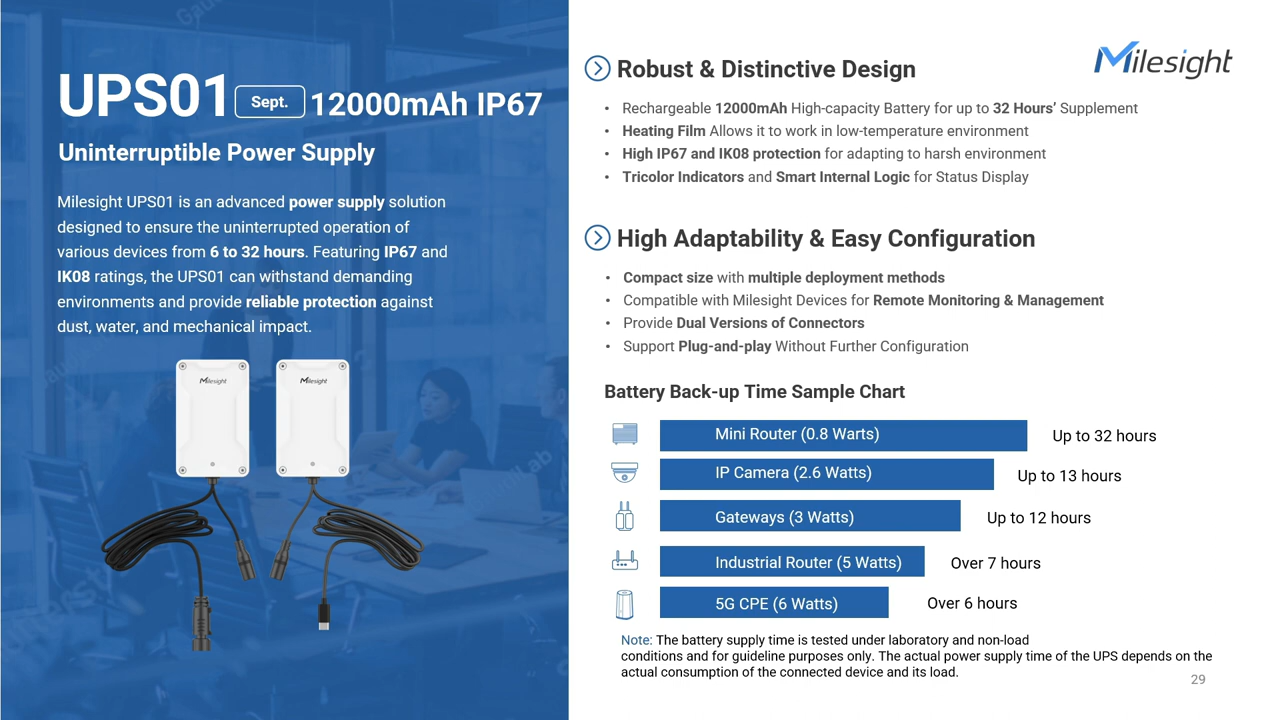 UPS01 Sept. 12000mAh IP67
Uninterruptible Power Supply
Milesight UPS01 is an advanced power supply solution
designed to ensure the uninterrupted operation of
various devices from 6 to 32 hours. Featuring IP67 and
IK08 ratings, the UPS01 can withstand demanding
environments and provide reliable protection against
dust, water, and mechanical impact.
Milesight
Milesight
Milesight
Robust & Distinctive Design
• Rechargeable 12000mAh High-capacity Battery for up to 32 Hours’ Supplement
• Heating Film Allows it to work in low-temperature environment
• High IP67 and IK08 protection for adapting to harsh environment
• Tricolor Indicators and Smart Internal Logic for Status Display
High Adaptability & Easy Configuration
• Compact size with multiple deployment methods
• Compatible with Milesight Devices for Remote Monitoring & Management
• Provide Dual Versions of Connectors
• Support Plug-and-play Without Further Configuration
Battery Back-up Time Sample Chart
Mini Router (0.8 Warts) Up to 32 hours
IP Camera (2.6 Watts) Up to 13 hours
Gateways (3 Watts) Up to 12 hours
Industrial Router (5 Watts) Over 7 hours
5G CPE (6 Watts) Over 6 hours
Note: The battery supply time is tested under laboratory and non-load
conditions and for guideline purposes only. The actual power supply time of the UPS depends on the
actual consumption of the connected device and its load.
29